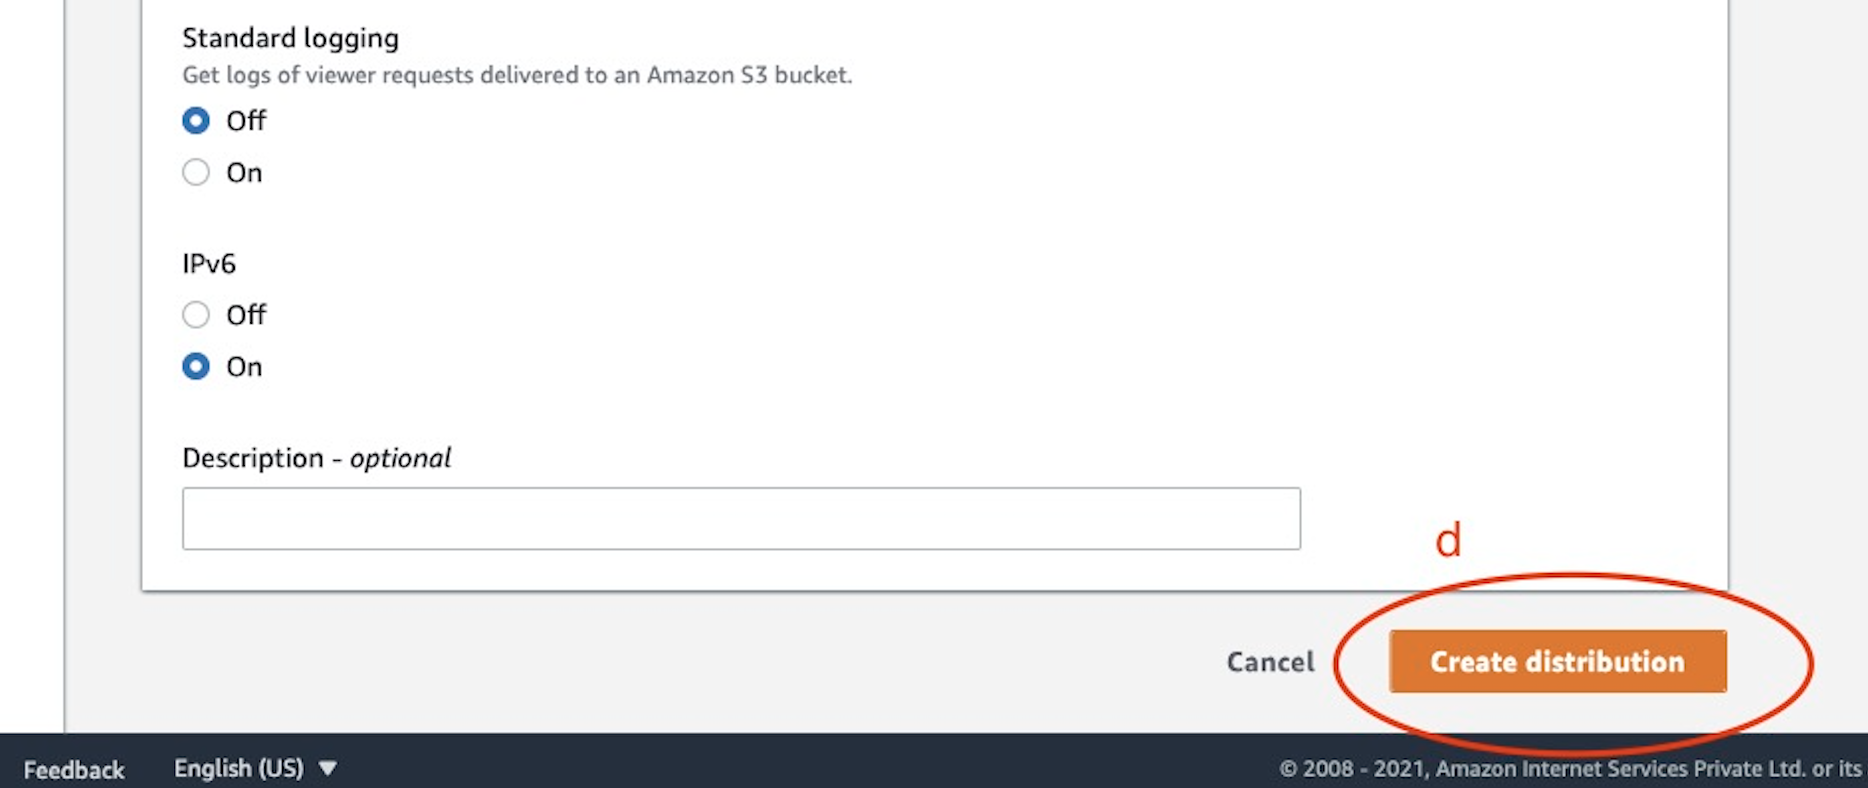 Standard logging
Get logs of viewer requests delivered to an Amazon S3 bucket.
Off
On
IPv6
Off
On
Description - optional
d
Cancel
Create distribution
Feedback
English (US)
© 2008 - 2021, Amazon Internet Services Private Ltd. or its